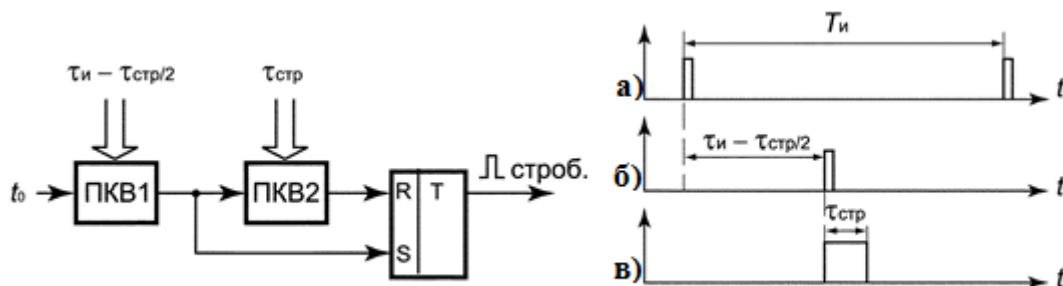 τи – τстр/2
τстр
t₀
ПКВ1
ПКВ2
R
T
S
строб.
Tи
а)
t
τи – τстр/2
б)
t
τстр
в)
t